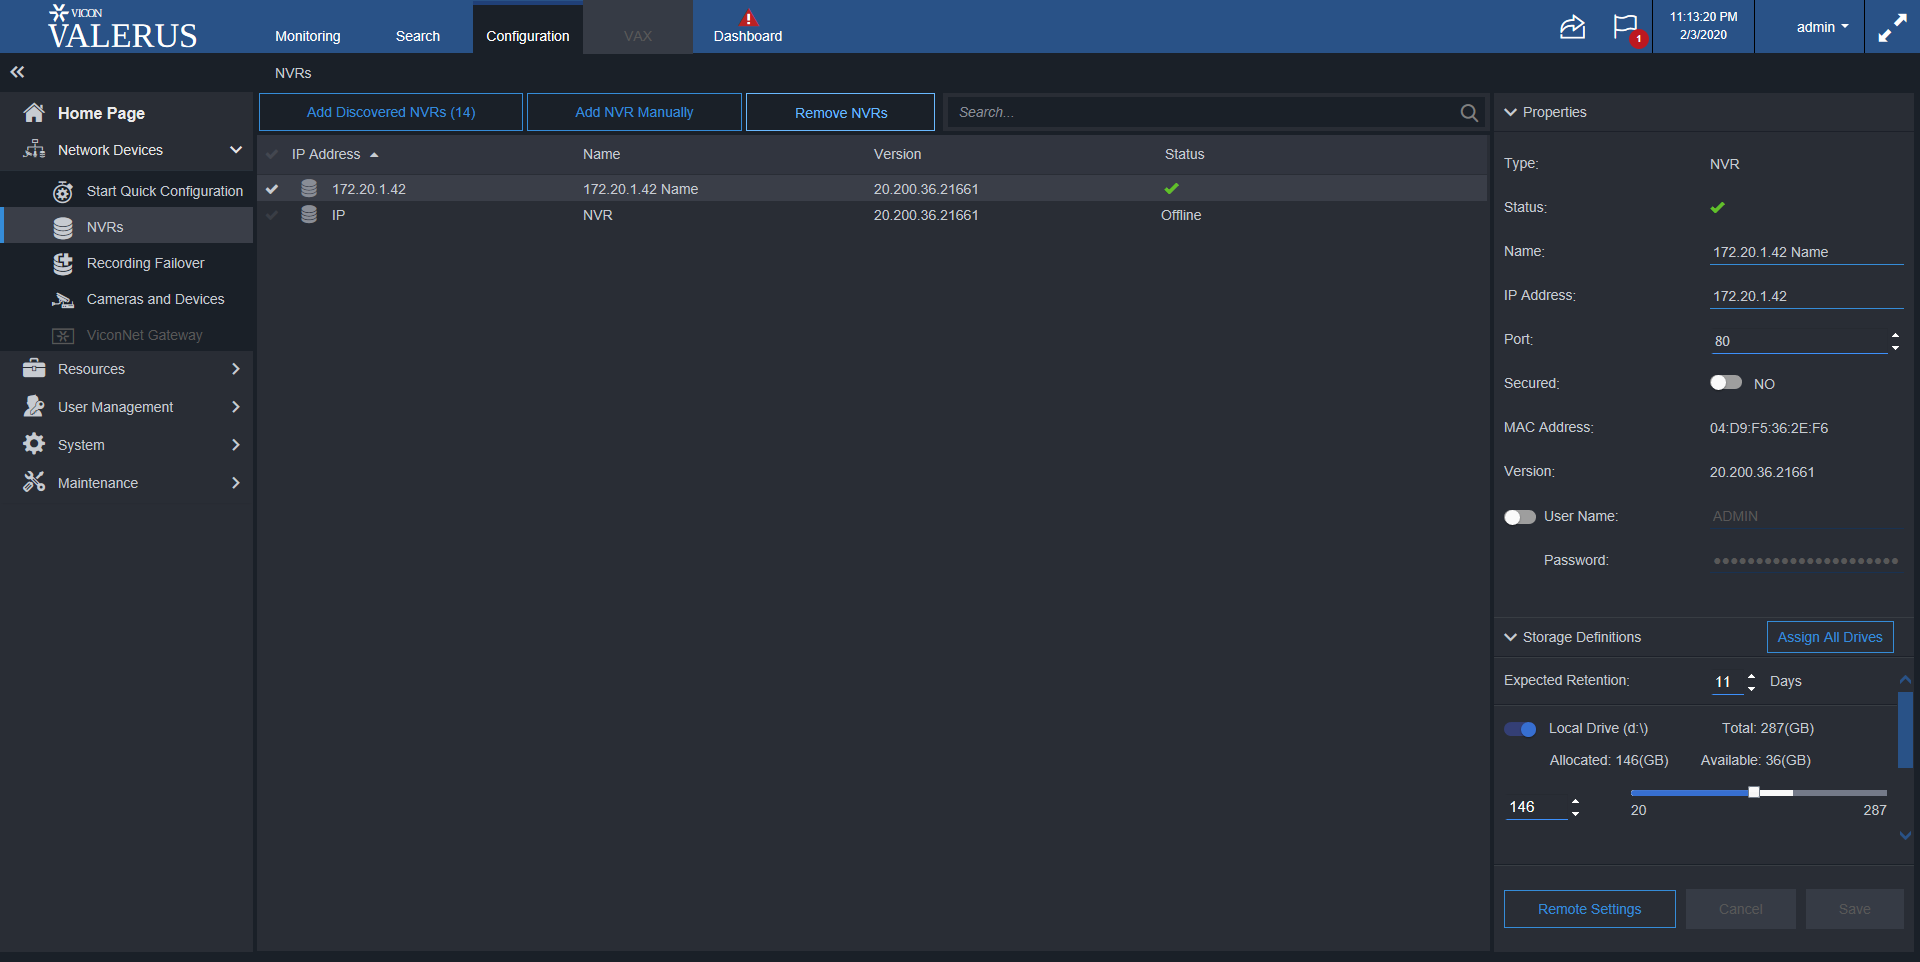 VICON
VALERUS
Monitoring
Search
Configuration
VAX
Dashboard
1
11:13:20 PM
2/3/2020
admin
NVRs
Home Page
Network Devices
Start Quick Configuration
NVRs
Recording Failover
Cameras and Devices
ViconNet Gateway
Resources
User Management
System
Maintenance
Add Discovered NVRs (14)
Add NVR Manually
Remove NVRs
Search...
IP Address Name Version Status
172.20.1.42 172.20.1.42 Name 20.200.36.21661
IP NVR 20.200.36.21661 Offline
Properties
Type: NVR
Status:
Name: 172.20.1.42 Name
IP Address: 172.20.1.42
Port: 80
Secured: NO
MAC Address: 04:D9:F5:36:2E:F6
Version: 20.200.36.21661
User Name: ADMIN
Password:
Storage Definitions
Assign All Drives
Expected Retention: 11 Days
Local Drive (d:\) Total: 287(GB)
Allocated: 146(GB) Available: 36(GB)
146
20 287
Remote Settings
Cancel
Save